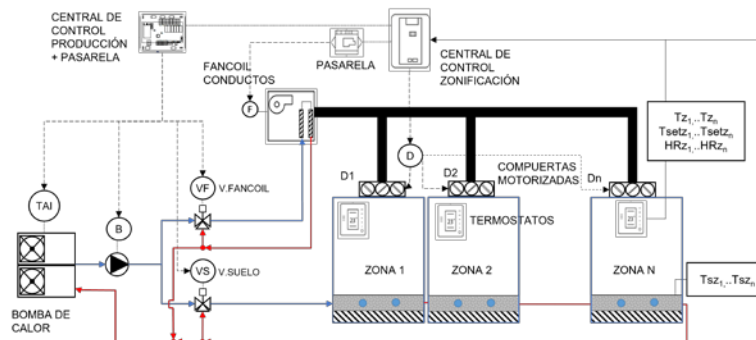 CENTRAL DE
CONTROL
PRODUCCIÓN
+ PASARELA
FANCOIL
CONDUCTOS
PASARELA
CENTRAL DE
CONTROL
ZONIFICACIÓN
F
Tz1,..Tzn
Tsetz1,..Tsetzn
HRz1,..HRzn
D
D1
D2
COMPUERTAS
MOTORIZADAS
Dn
TAI
B
VF
V.FANCOIL
TERMOSTATOS
VS
V.SUELO
ZONA 1
ZONA 2
ZONA N
Tsz1,..Tszn
BOMBA DE
CALOR